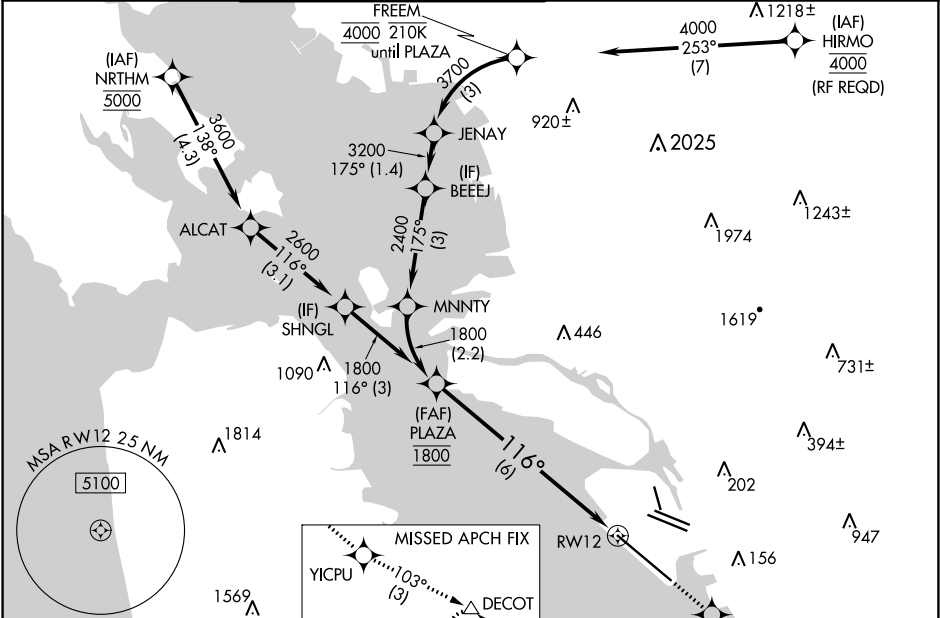 FREEM
4000 210K
until PLAZA
1218±
4000
253°
(7)
(IAF)
HIRMO
4000
(RF REQD)
(IAF)
NRTHM
5000
3700
(3)
920±
3600
138°
(4.3)
JENAY
2025
3200
175° (1.4)
(IF)
BEEEJ
1243±
1974
ALCAT
2600
116°
(3.1)
2400
175°
(3)
(IF)
SHNGL
MNNTY
1619
1800
(2.2)
446
1090
1800
116° (3)
731±
(FAF)
PLAZA
1800
116°
(6)
394±
1814
MSA RW12 25 NM
5100
202
947
MISSED APCH FIX
RW12
156
YICPU
103°
(3)
DECOT
1569